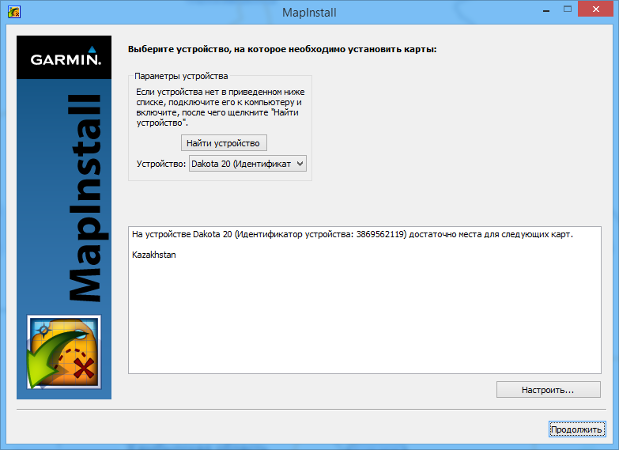 MapInstall
GARMIN.
MapInstall
Выберите устройство, на которое необходимо установить карты:
Параметры устройства
Если устройства нет в приведенном ниже
списке, подключите его к компьютеру и
включите, после чего щелкните "Найти
устройство".
Найти устройство
Устройство: Dakota 20 (Идентификат
На устройстве Dakota 20 (Идентификатор устройства: 3869562119) достаточно места для следующих карт.
Kazakhstan
Настроить...
Продолжить